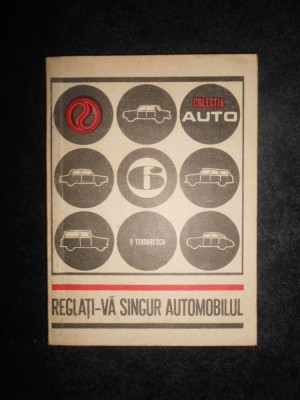 COLECȚIA
AUTO
6
P. TEODORESCU
REGLAȚI-VĂ SINGUR AUTOMOBILUL